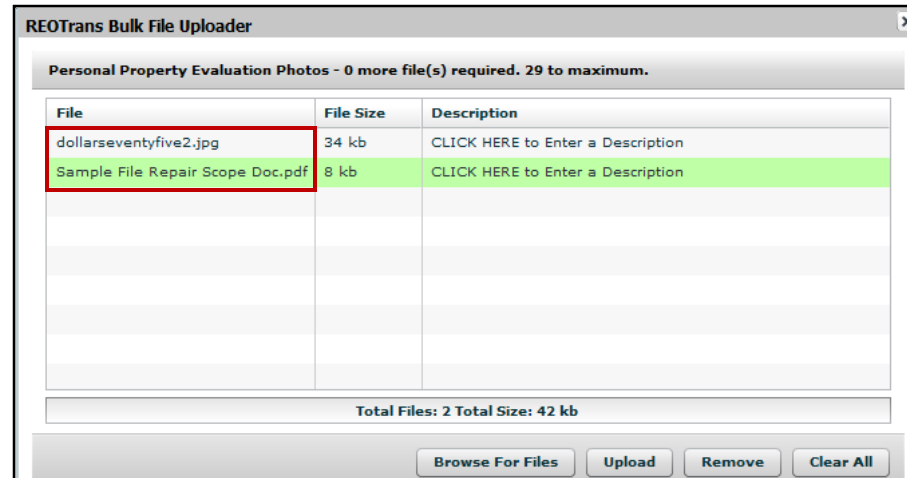 REOTrans Bulk File Uploader
Personal Property Evaluation Photos - 0 more file(s) required. 29 to maximum.
File File Size Description
dollarseventyfive2.jpg 34 kb CLICK HERE to Enter a Description
Sample File Repair Scope Doc.pdf 8 kb CLICK HERE to Enter a Description
Total Files: 2 Total Size: 42 kb
Browse For Files Upload Remove Clear All